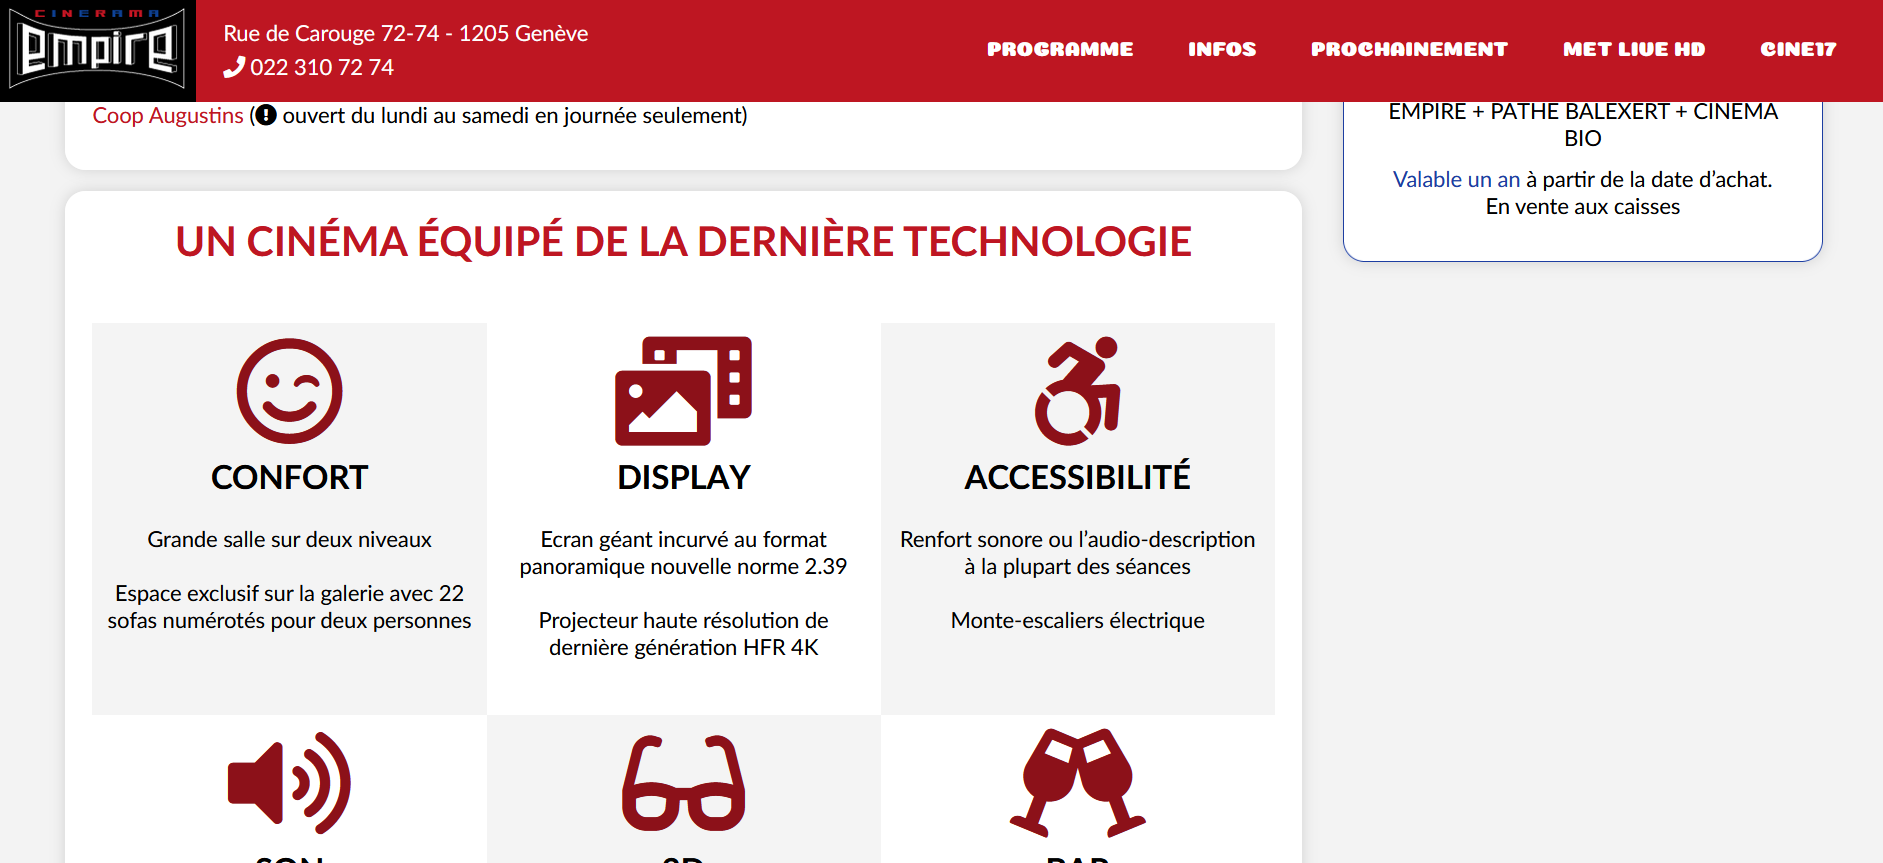 CINERAMA
empire
Rue de Carouge 72-74 - 1205 Genève
022 310 72 74
PROGRAMME
INFOS
PROCHAINEMENT
MET LIVE HD
CINE17
Coop Augustins (ouvert du lundi au samedi en journée seulement)
EMPIRE + PATHE BALEXERT + CINEMA
BIO
Valable un an à partir de la date d’achat.
En vente aux caisses
UN CINÉMA ÉQUIPÉ DE LA DERNIÈRE TECHNOLOGIE
CONFORT
Grande salle sur deux niveaux
Espace exclusif sur la galerie avec 22
sofas numérotés pour deux personnes
DISPLAY
Ecran géant incurvé au format
panoramique nouvelle norme 2.39
Projecteur haute résolution de
dernière génération HFR 4K
ACCESSIBILITÉ
Renfort sonore ou l’audio-description
à la plupart des séances
Monte-escaliers électrique
SON
3D
BAR